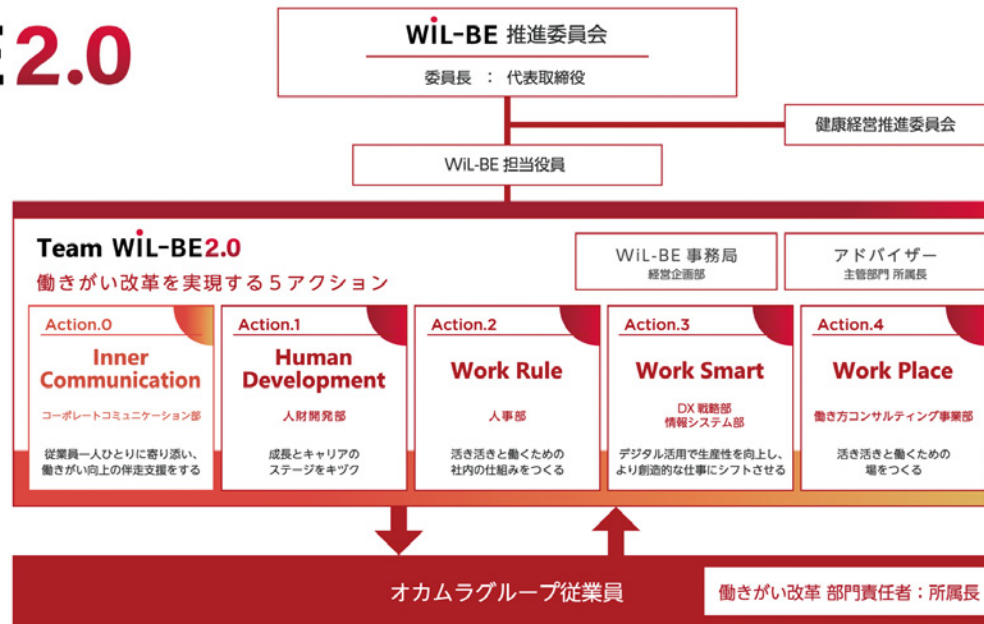 E 2.0
WiL-BE 推進委員会
委員長 : 代表取締役
健康経営推進委員会
WiL-BE 担当役員
Team WiL-BE2.0
働きがい改革を実現する5アクション
WiL-BE 事務局
経営企画部
アドバイザー
主管部門 所属長
Action.0
Inner
Communication
コーポレートコミュニケーション部
従業員一人ひとりに寄り添い、
働きがい向上の伴走支援をする
Action.1
Human
Development
人財開発部
成長とキャリアの
ステージをキヅク
Action.2
Work Rule
人事部
活き活きと働くための
社内の仕組みをつくる
Action.3
Work Smart
DX 戦略部
情報システム部
デジタル活用で生産性を向上し、
より創造的な仕事にシフトさせる
Action.4
Work Place
働き方コンサルティング事業部
活き活きと働くための
場をつくる
オカムラグループ従業員
働きがい改革 部門責任者:所属長